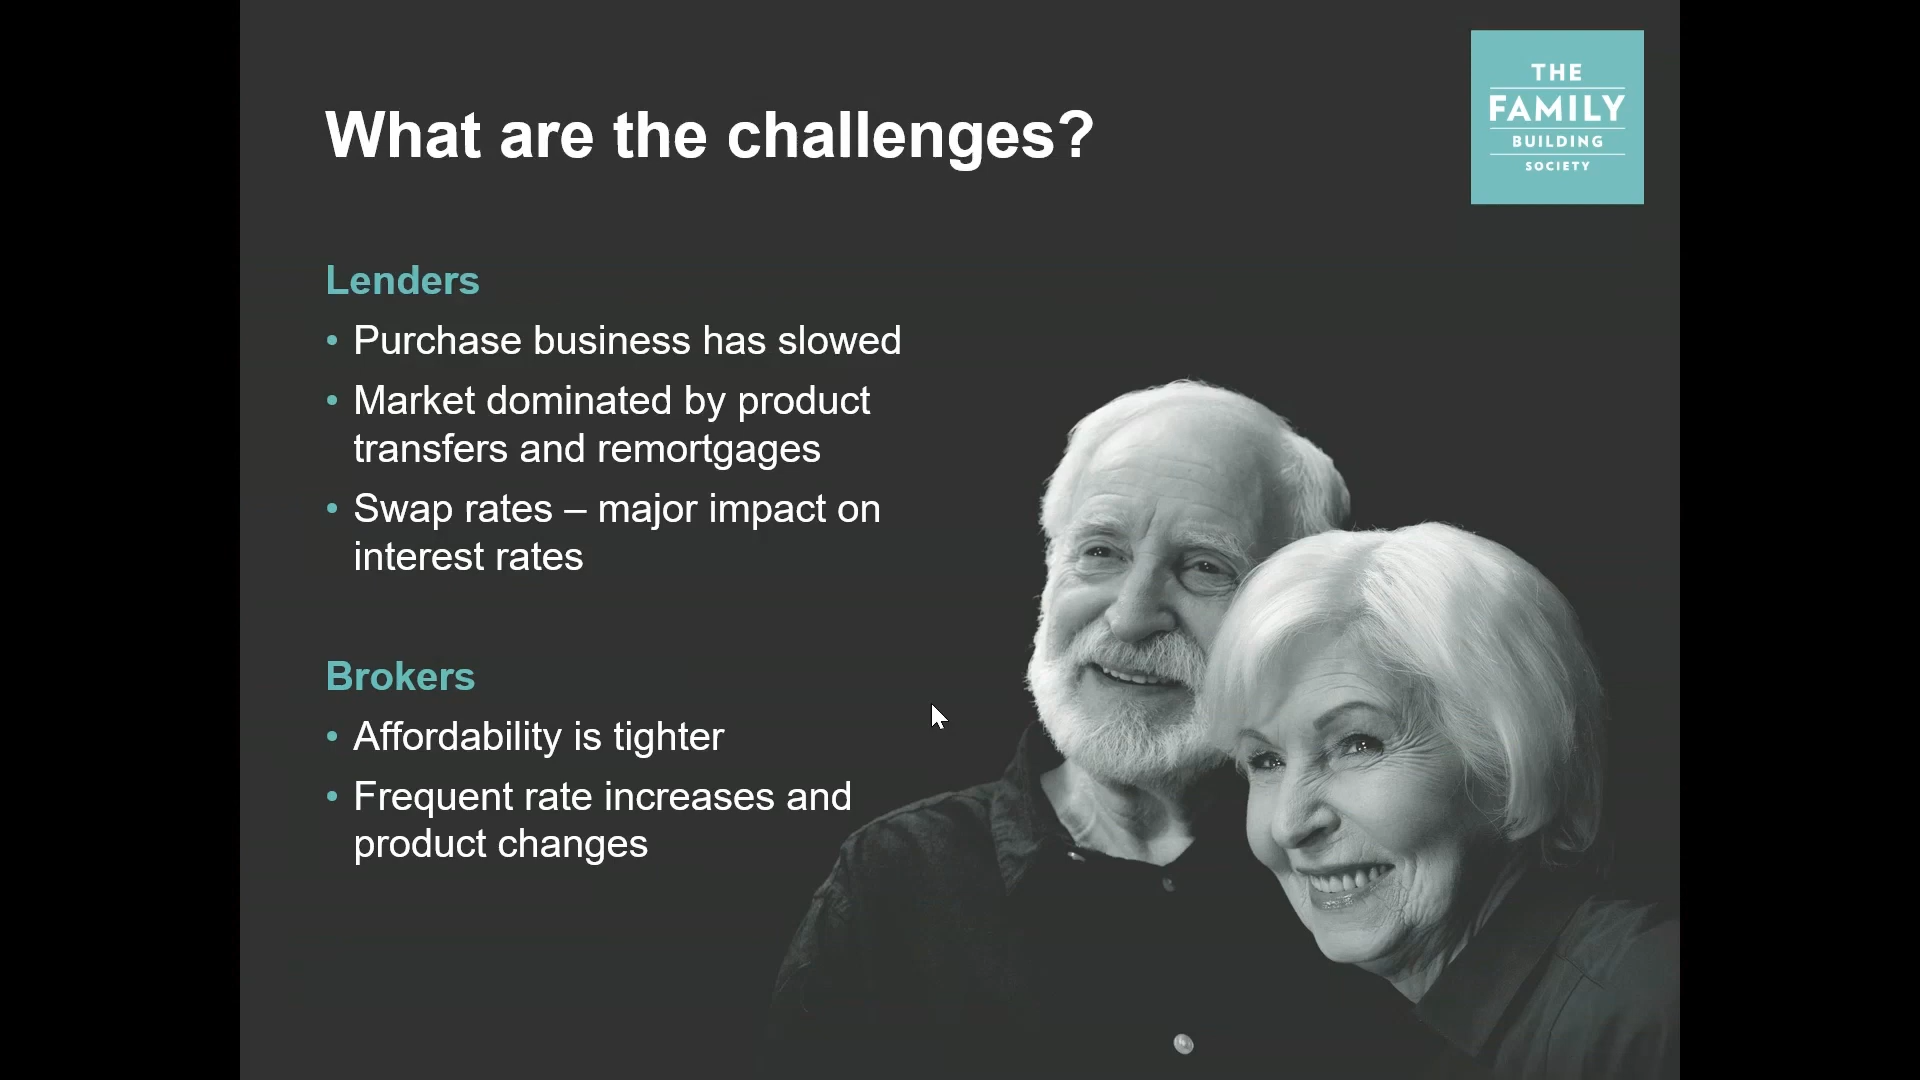 THE
FAMILY
BUILDING
SOCIETY
What are the challenges?
Lenders
• Purchase business has slowed
• Market dominated by product
transfers and remortgages
• Swap rates – major impact on
interest rates
Brokers
• Affordability is tighter
• Frequent rate increases and
product changes